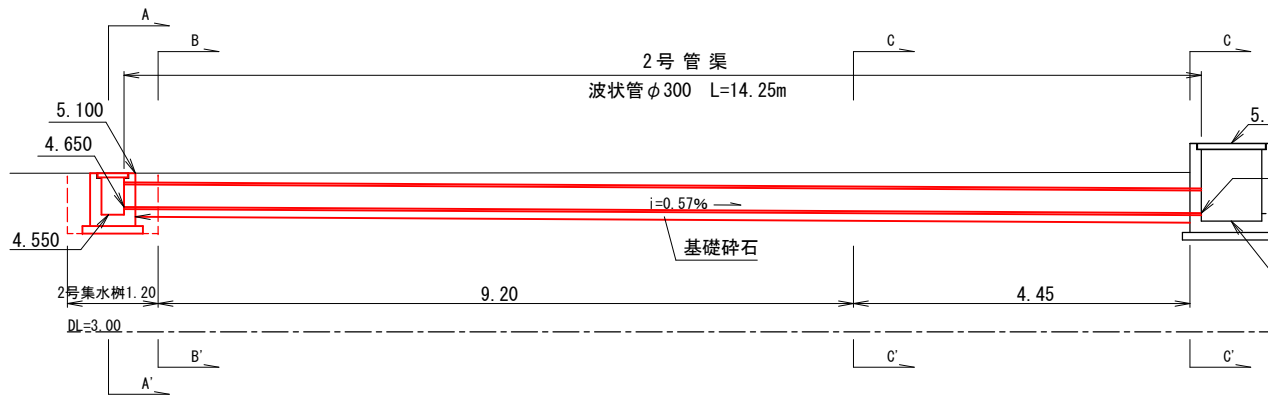 A
B
C
C
2号管渠
波状管φ300 L=14.25m
5.100
5.
4.650
i=0.57%
4.550
基礎砕石
2号集水桝1.20
9.20
4.45
DL=3.00
B'
C'
C'
A'